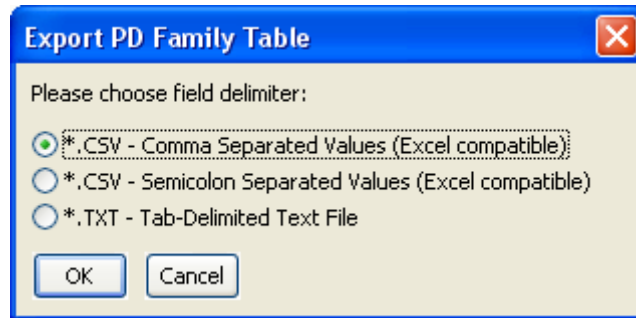 Export PD Family Table
Please choose field delimiter:
*.CSV - Comma Separated Values (Excel compatible)
*.CSV - Semicolon Separated Values (Excel compatible)
*.TXT - Tab-Delimited Text File
OK Cancel